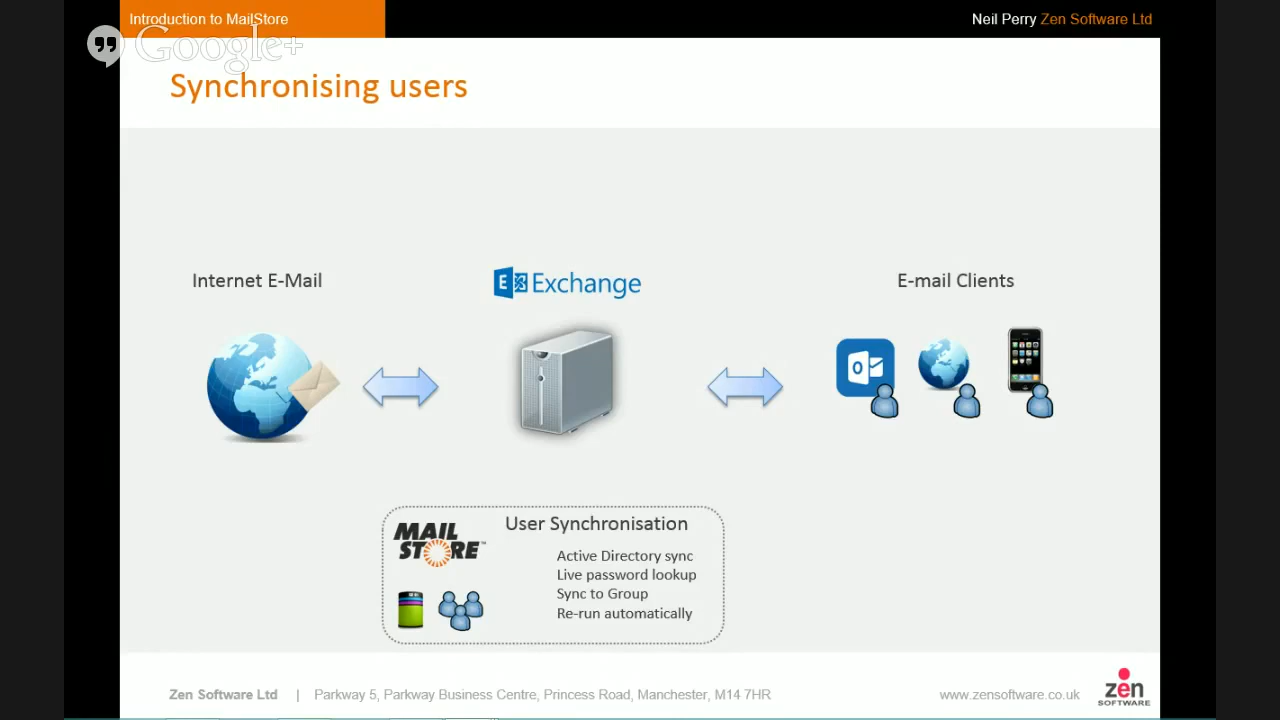 Introduction to MailStore
Neil Perry Zen Software Ltd
Google+
Synchronising users
Internet E-Mail
E Exchange
E-mail Clients
MAIL
STORE™
User Synchronisation
Active Directory sync
Live password lookup
Sync to Group
Re-run automatically
Zen Software Ltd | Parkway 5, Parkway Business Centre, Princess Road, Manchester, M14 7HR
www.zensoftware.co.uk
zen
SOFTWARE